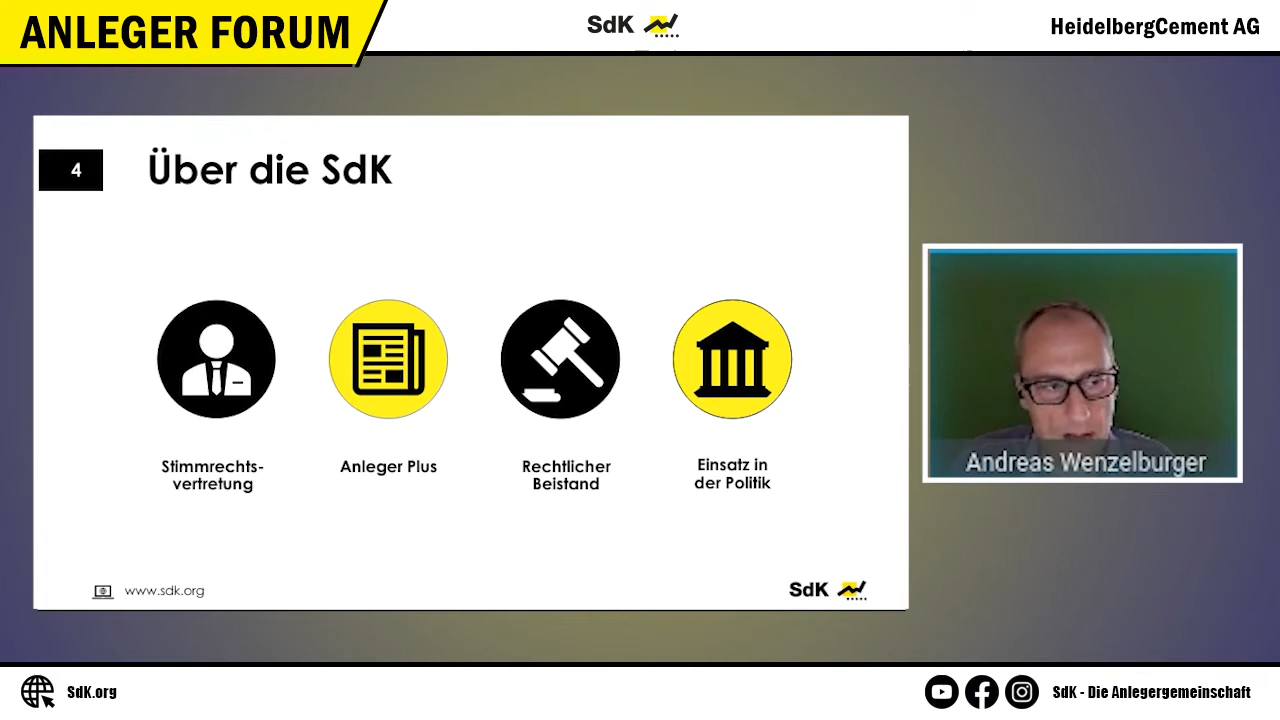 ANLEGER FORUM
SdK
HeidelbergCement AG
4
Über die SdK
Stimmrechts-
vertretung
Anleger Plus
Rechtlicher
Beistand
Einsatz in
der Politik
Andreas Wenzelburger
www.sdk.org
SdK
SdK.org
SdK - Die Anlegergemeinschaft